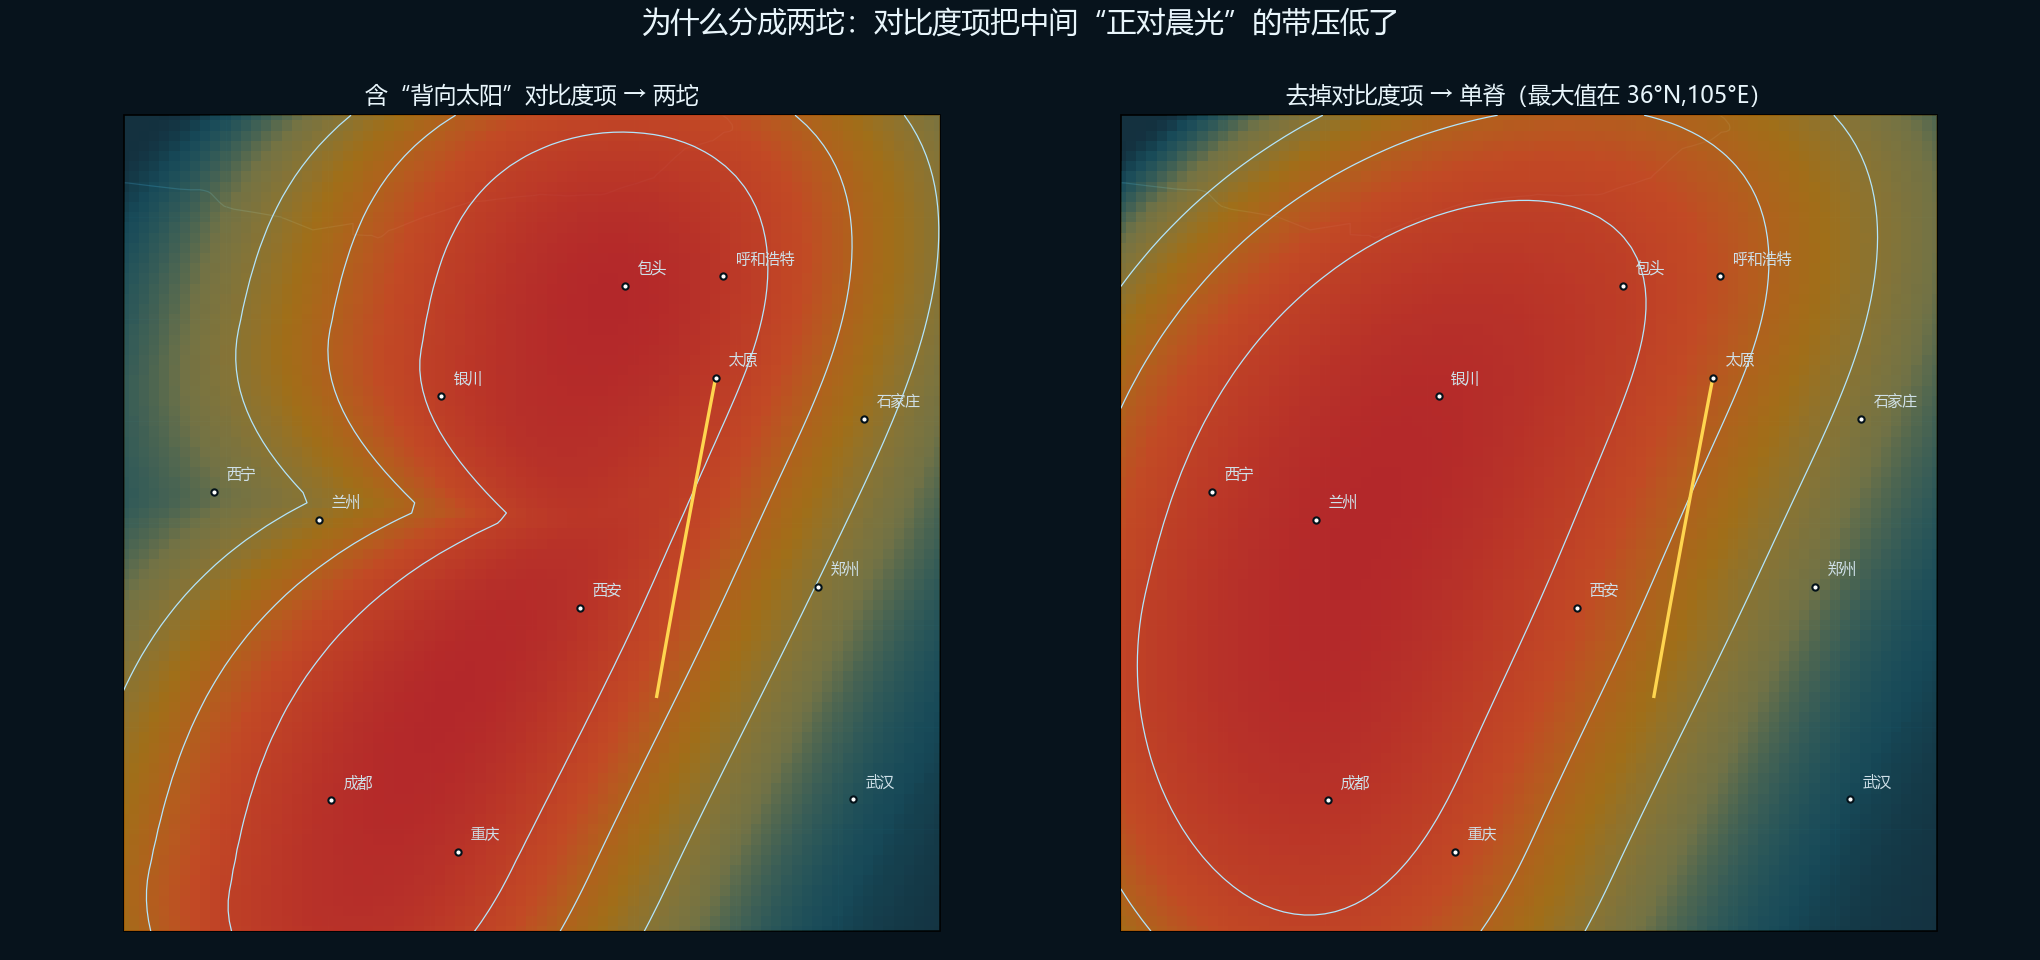 为什么分成两坨：对比度项把中间“正对晨光”的带压低了
含“背向太阳”对比度项 → 两坨
包头
呼和浩特
太原
银川
石家庄
西宁
兰州
郑州
西安
成都
武汉
重庆
去掉对比度项 → 单脊（最大值在 36°N,105°E）
包头
呼和浩特
太原
银川
石家庄
西宁
兰州
郑州
西安
成都
武汉
重庆